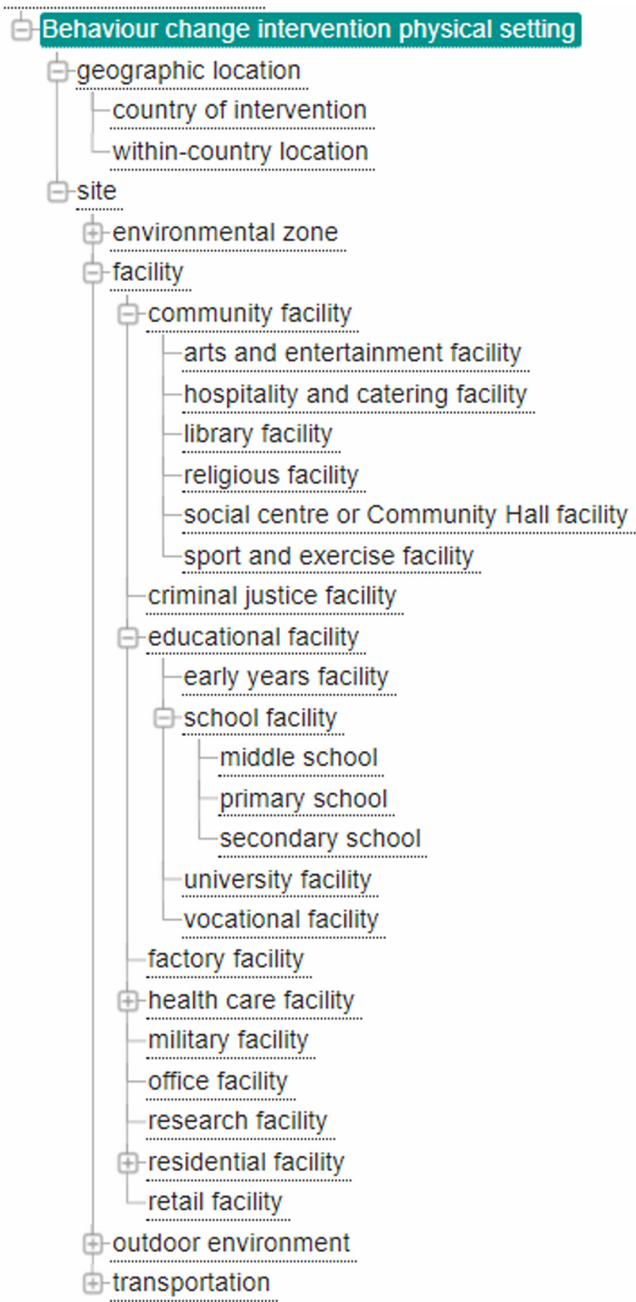 Behaviour change intervention physical setting
geographic location
country of intervention
within-country location
site
environmental zone
facility
community facility
arts and entertainment facility
hospitality and catering facility
library facility
religious facility
social centre or Community Hall facility
sport and exercise facility
criminal justice facility
educational facility
early years facility
school facility
middle school
primary school
secondary school
university facility
vocational facility
factory facility
health care facility
military facility
office facility
research facility
residential facility
retail facility
outdoor environment
transportation